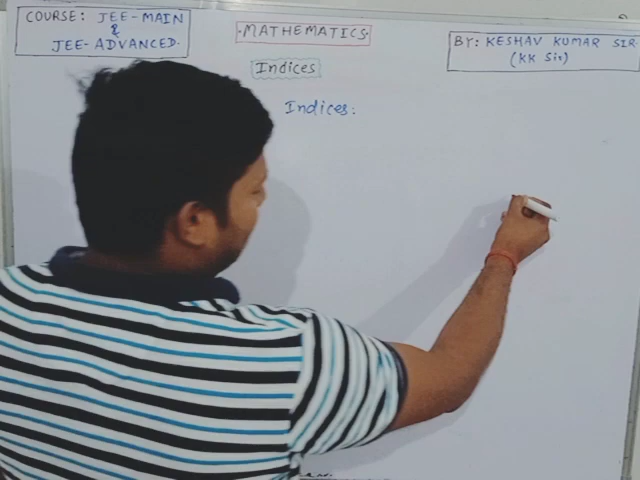 COURSE: JEE-MAIN
&
JEE-ADVANCED.
·MATHEMATICS·
BY: KESHAV KUMAR SIR
(KK Sir)
Indices
Indices: